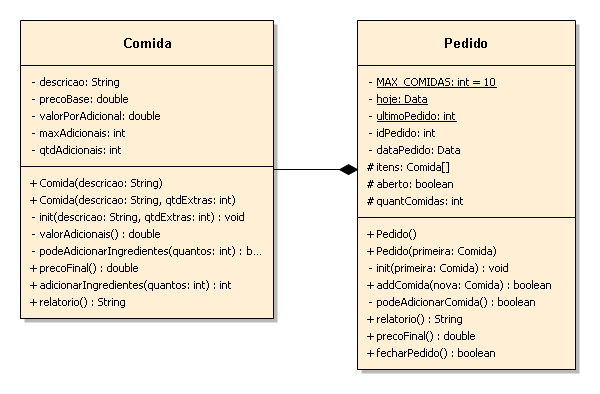 Comida
- descricao: String
- precoBase: double
- valorPorAdicional: double
- maxAdicionais: int
- qtdAdicionais: int
+ Comida(descricao: String)
+ Comida(descricao: String, qtdExtras: int)
- init(descricao: String, qtdExtras: int) : void
- valorAdicionais() : double
- podeAdicionarIngredientes(quantos: int) : b...
+ precoFinal() : double
+ adicionarIngredientes(quantos: int) : int
+ relatorio() : String
Pedido
- MAX_COMIDAS: int = 10
- hoje: Data
- ultimoPedido: int
- idPedido: int
- dataPedido: Data
# itens: Comida[]
# aberto: boolean
# quantComidas: int
+ Pedido()
+ Pedido(primeira: Comida)
- init(primeira: Comida) : void
+ addComida(nova: Comida) : boolean
- podeAdicionarComida() : boolean
+ relatorio() : String
+ precoFinal() : double
+ fecharPedido() : boolean